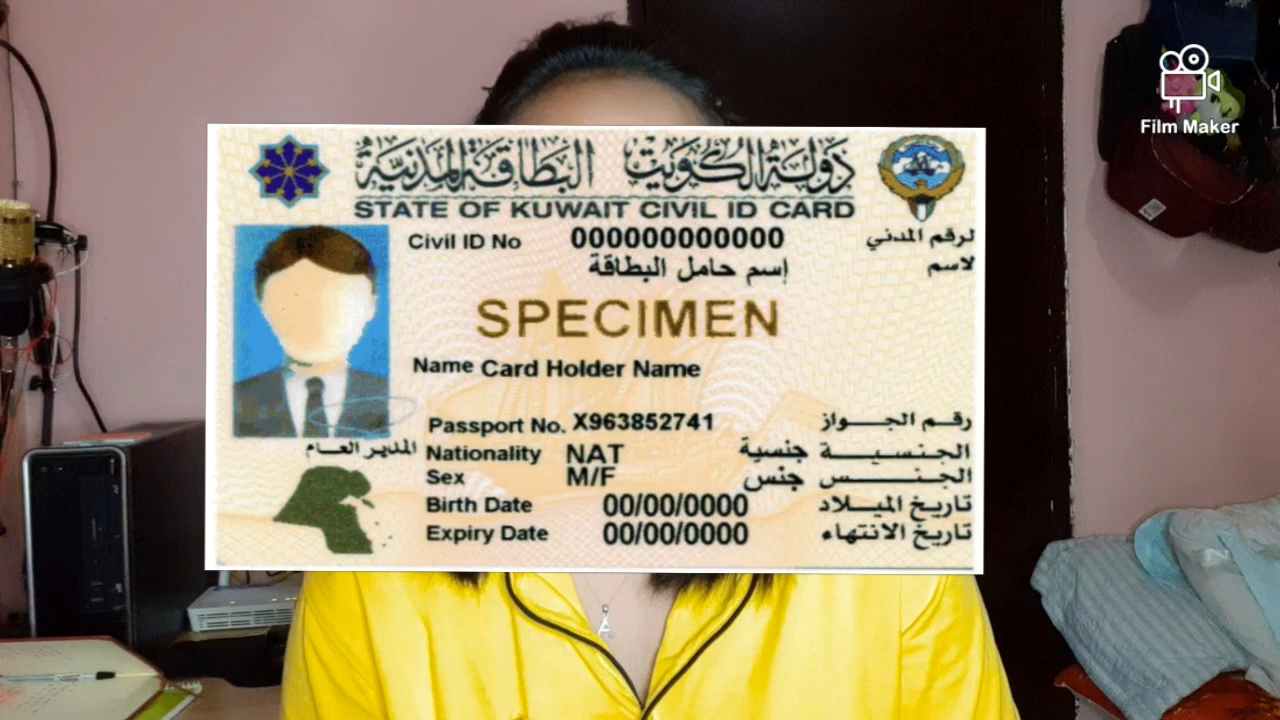 Film Maker
دولة الكويت البطاقة المدنية
STATE OF KUWAIT CIVIL ID CARD
Civil ID No 000000000000 لرقم المدني
إسم حامل البطاقة لاسم
SPECIMEN
Name Card Holder Name
Passport No. X963852741 رقم الجواز
المدير العام
Nationality NAT جنسية الجنسية
Sex M/F جنس الجنس
Birth Date 00/00/0000 تاريخ الميلاد
Expiry Date 00/00/0000 تاريخ الانتهاء